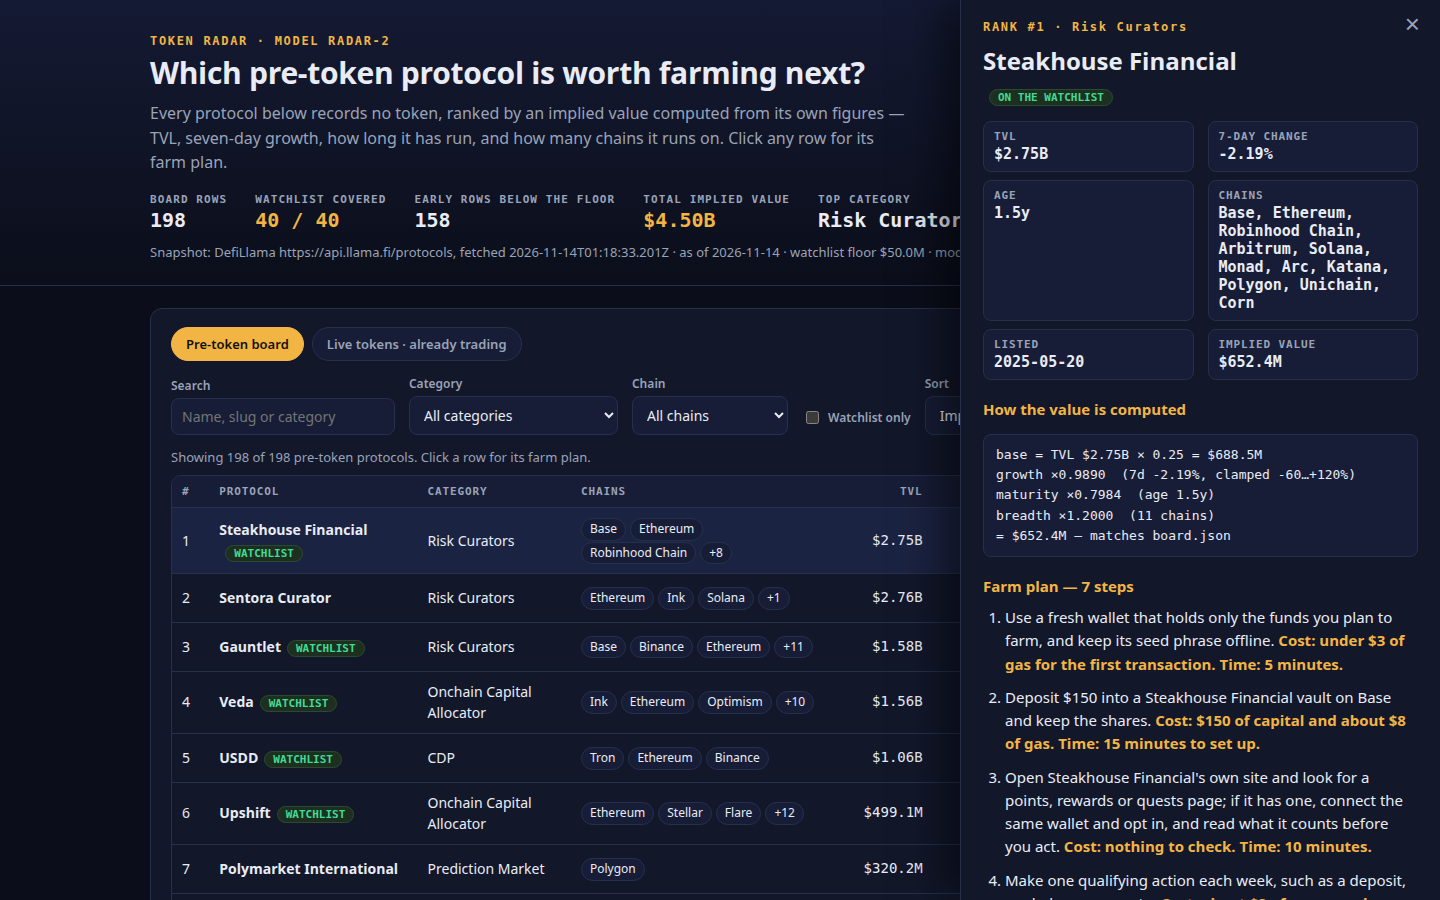 TOKEN RADAR · MODEL RADAR-2
Which pre-token protocol is worth farming next?
Every protocol below records no token, ranked by an implied value computed from its own figures —
TVL, seven-day growth, how long it has run, and how many chains it runs on. Click any row for its
farm plan.
BOARD ROWS
198
WATCHLIST COVERED
40 / 40
EARLY ROWS BELOW THE FLOOR
158
TOTAL IMPLIED VALUE
$4.50B
TOP CATEGORY
Risk Curator
Snapshot: DefiLlama https://api.llama.fi/protocols, fetched 2026-11-14T01:18:33.201Z · as of 2026-11-14 · watchlist floor $50.0M · moc
Pre-token board
Live tokens · already trading
Search
Name, slug or category
Category
All categories
Chain
All chains
Watchlist only
Sort
Imp
Showing 198 of 198 pre-token protocols. Click a row for its farm plan.
# PROTOCOL CATEGORY CHAINS TVL
1 Steakhouse Financial WATCHLIST Risk Curators Base Ethereum Robinhood Chain +8 $2.75B
2 Sentora Curator Risk Curators Ethereum Ink Solana +1 $2.76B
3 Gauntlet WATCHLIST Risk Curators Base Binance Ethereum +11 $1.58B
4 Veda WATCHLIST Onchain Capital Allocator Ink Ethereum Optimism +10 $1.56B
5 USDD WATCHLIST CDP Tron Ethereum Binance $1.06B
6 Upshift WATCHLIST Onchain Capital Allocator Ethereum Stellar Flare +12 $499.1M
7 Polymarket International Prediction Market Polygon $320.2M
RANK #1 · Risk Curators
✕
Steakhouse Financial
ON THE WATCHLIST
TVL
$2.75B
7-DAY CHANGE
-2.19%
AGE
1.5y
CHAINS
Base, Ethereum,
Robinhood Chain,
Arbitrum, Solana,
Monad, Arc, Katana,
Polygon, Unichain,
Corn
LISTED
2025-05-20
IMPLIED VALUE
$652.4M
How the value is computed
base = TVL $2.75B × 0.25 = $688.5M
growth ×0.9890 (7d -2.19%, clamped -60…+120%)
maturity ×0.7984 (age 1.5y)
breadth ×1.2000 (11 chains)
= $652.4M — matches board.json
Farm plan — 7 steps
1. Use a fresh wallet that holds only the funds you plan to
farm, and keep its seed phrase offline. Cost: under $3 of
gas for the first transaction. Time: 5 minutes.
2. Deposit $150 into a Steakhouse Financial vault on Base
and keep the shares. Cost: $150 of capital and about $8
of gas. Time: 15 minutes to set up.
3. Open Steakhouse Financial's own site and look for a
points, rewards or quests page; if it has one, connect the
same wallet and opt in, and read what it counts before
you act. Cost: nothing to check. Time: 10 minutes.
4. Make one qualifying action each week, such as a deposit,